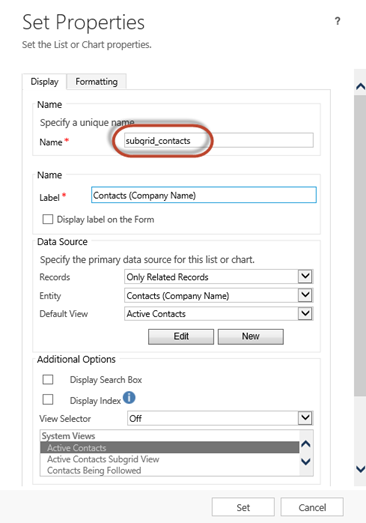 Set Properties
?
Set the List or Chart properties.
Display
Formatting
Name
Specify a unique name.
Name *
subgrid_contacts
Name
Label *
Contacts (Company Name)
Display label on the Form
Data Source
Specify the primary data source for this list or chart.
Records
Only Related Records
Entity
Contacts (Company Name)
Default View
Active Contacts
Edit
New
Additional Options
Display Search Box
Display Index
i
View Selector
Off
System Views
Active Contacts
Active Contacts Subgrid View
Contacts Being Followed
Set
Cancel